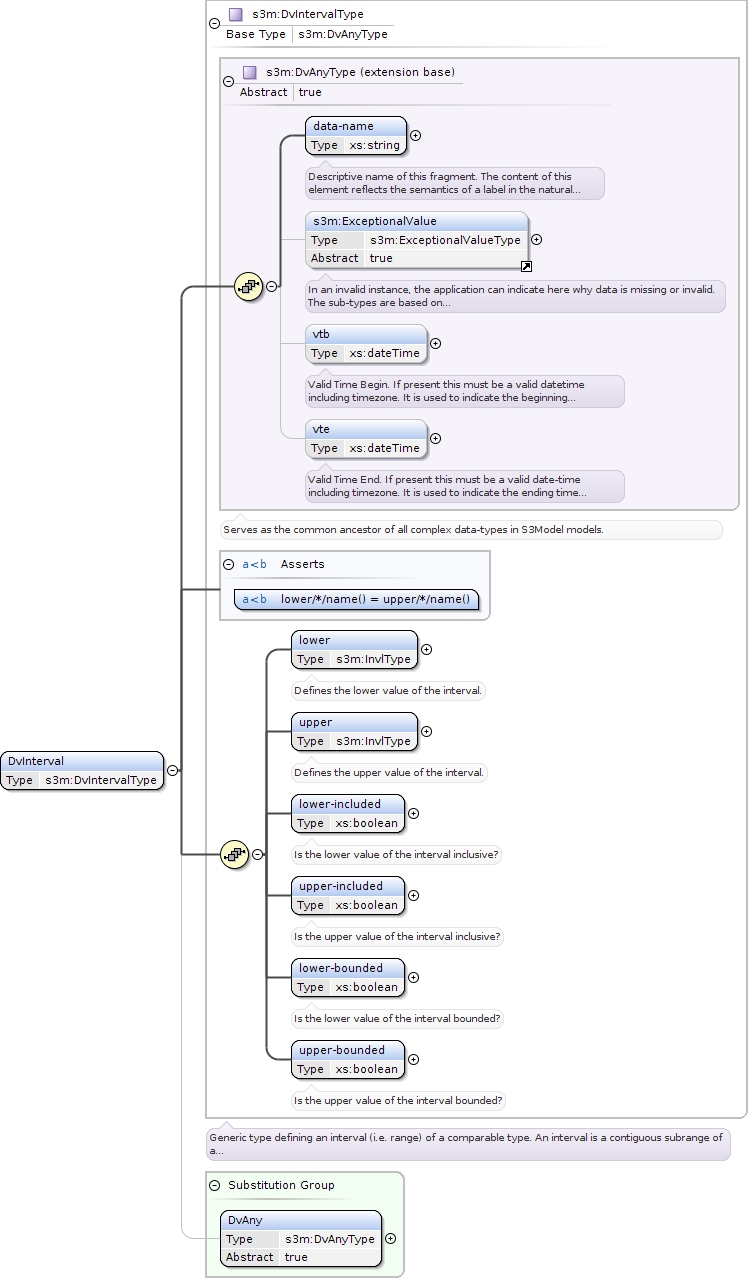 s3m:DvIntervalType
Base Type s3m:DvAnyType
s3m:DvAnyType (extension base)
Abstract true
data-name
Type xs:string
Descriptive name of this fragment. The content of this
element reflects the semantics of a label in the natural...
s3m:ExceptionalValue
Type s3m:ExceptionalValueType
Abstract true
In an invalid instance, the application can indicate here why data is missing or invalid.
The sub-types are based on...
vtb
Type xs:dateTime
Valid Time Begin. If present this must be a valid datetime
including timezone. It is used to indicate the beginning...
vte
Type xs:dateTime
Valid Time End. If present this must be a valid date-time
including timezone. It is used to indicate the ending time...
Serves as the common ancestor of all complex data-types in S3Model models.
a<b Asserts
a<b lower/*/name() = upper/*/name()
lower
Type s3m:InvlType
Defines the lower value of the interval.
upper
Type s3m:InvlType
Defines the upper value of the interval.
DvInterval
Type s3m:DvIntervalType
lower-included
Type xs:boolean
Is the lower value of the interval inclusive?
upper-included
Type xs:boolean
Is the upper value of the interval inclusive?
lower-bounded
Type xs:boolean
Is the lower value of the interval bounded?
upper-bounded
Type xs:boolean
Is the upper value of the interval bounded?
Generic type defining an interval (i.e. range) of a comparable type. An interval is a contiguous subrange of
a...
Substitution Group
DvAny
Type s3m:DvAnyType
Abstract true